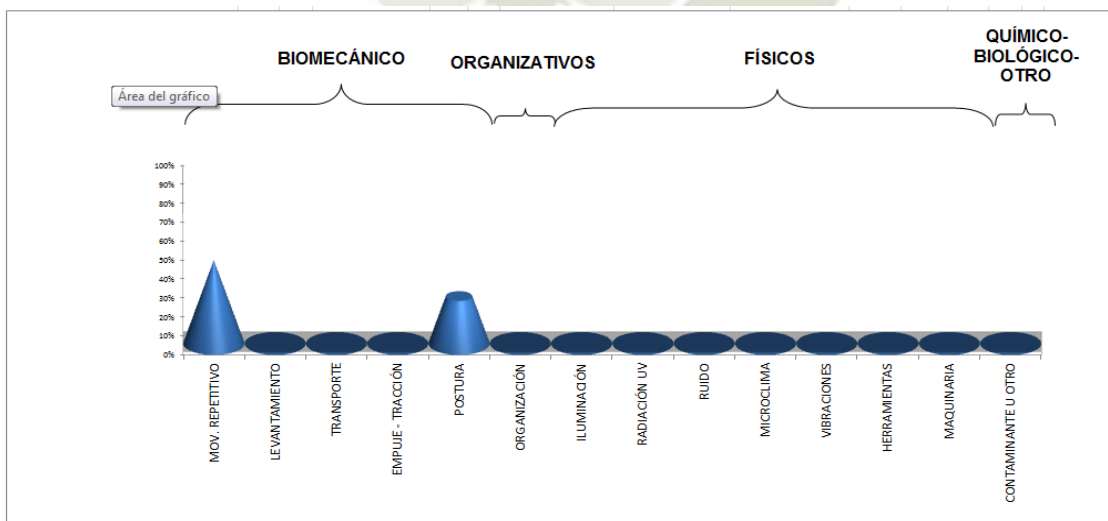 BIOMECÁNICO
ORGANIZATIVOS
FÍSICOS
QUÍMICO-
BIOLÓGICO-
OTRO
Área del gráfico
100%
90%
80%
70%
60%
50%
40%
30%
20%
10%
0%
MOV. REPETITIVO
LEVANTAMIENTO
TRANSPORTE
EMPUJE - TRACCIÓN
POSTURA
ORGANIZACIÓN
ILUMINACIÓN
RADIACIÓN UV
RUIDO
MICROCLIMA
VIBRACIONES
HERRAMIENTAS
MAQUINARIA
CONTAMINANTE U OTRO